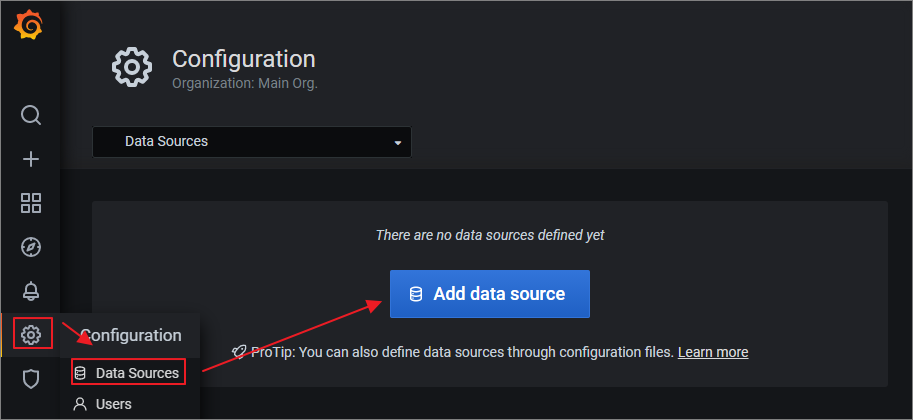 Configuration
Organization: Main Org.
Data Sources
There are no data sources defined yet
Add data source
ProTip: You can also define data sources through configuration files. Learn more
Configuration
Data Sources
Users